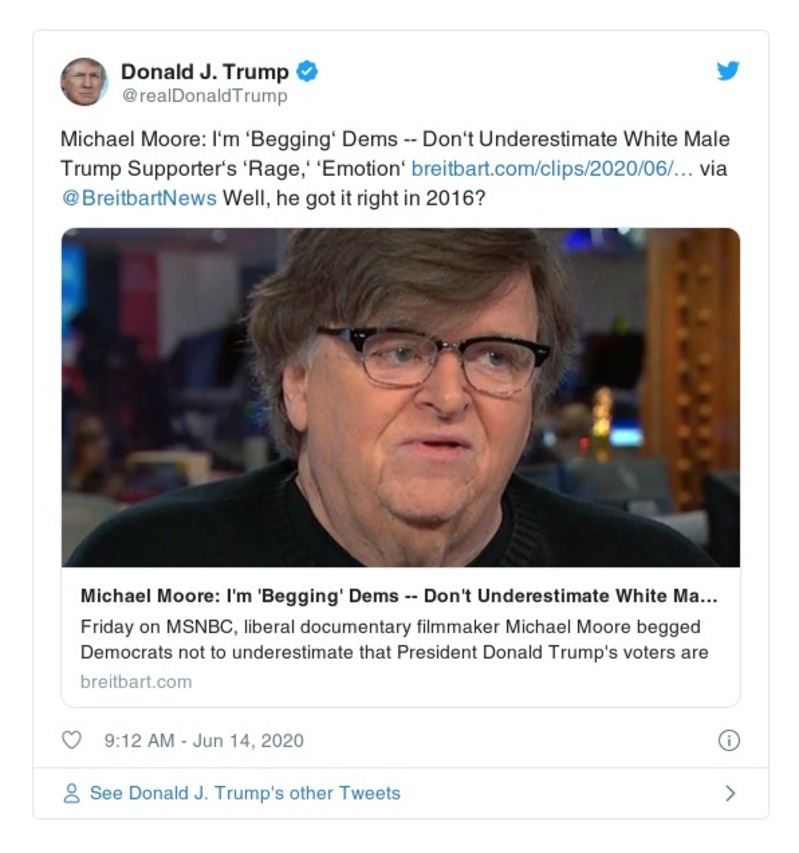 Donald J. Trump
@realDonaldTrump
Michael Moore: I‘m ‘Begging‘ Dems -- Don‘t Underestimate White Male
Trump Supporter‘s ‘Rage,‘ ‘Emotion‘ breitbart.com/clips/2020/06/… via
@BreitbartNews Well, he got it right in 2016?
Michael Moore: I'm 'Begging' Dems -- Don't Underestimate White Ma…
Friday on MSNBC, liberal documentary filmmaker Michael Moore begged
Democrats not to underestimate that President Donald Trump's voters are
breitbart.com
9:12 AM - Jun 14, 2020
See Donald J. Trump's other Tweets